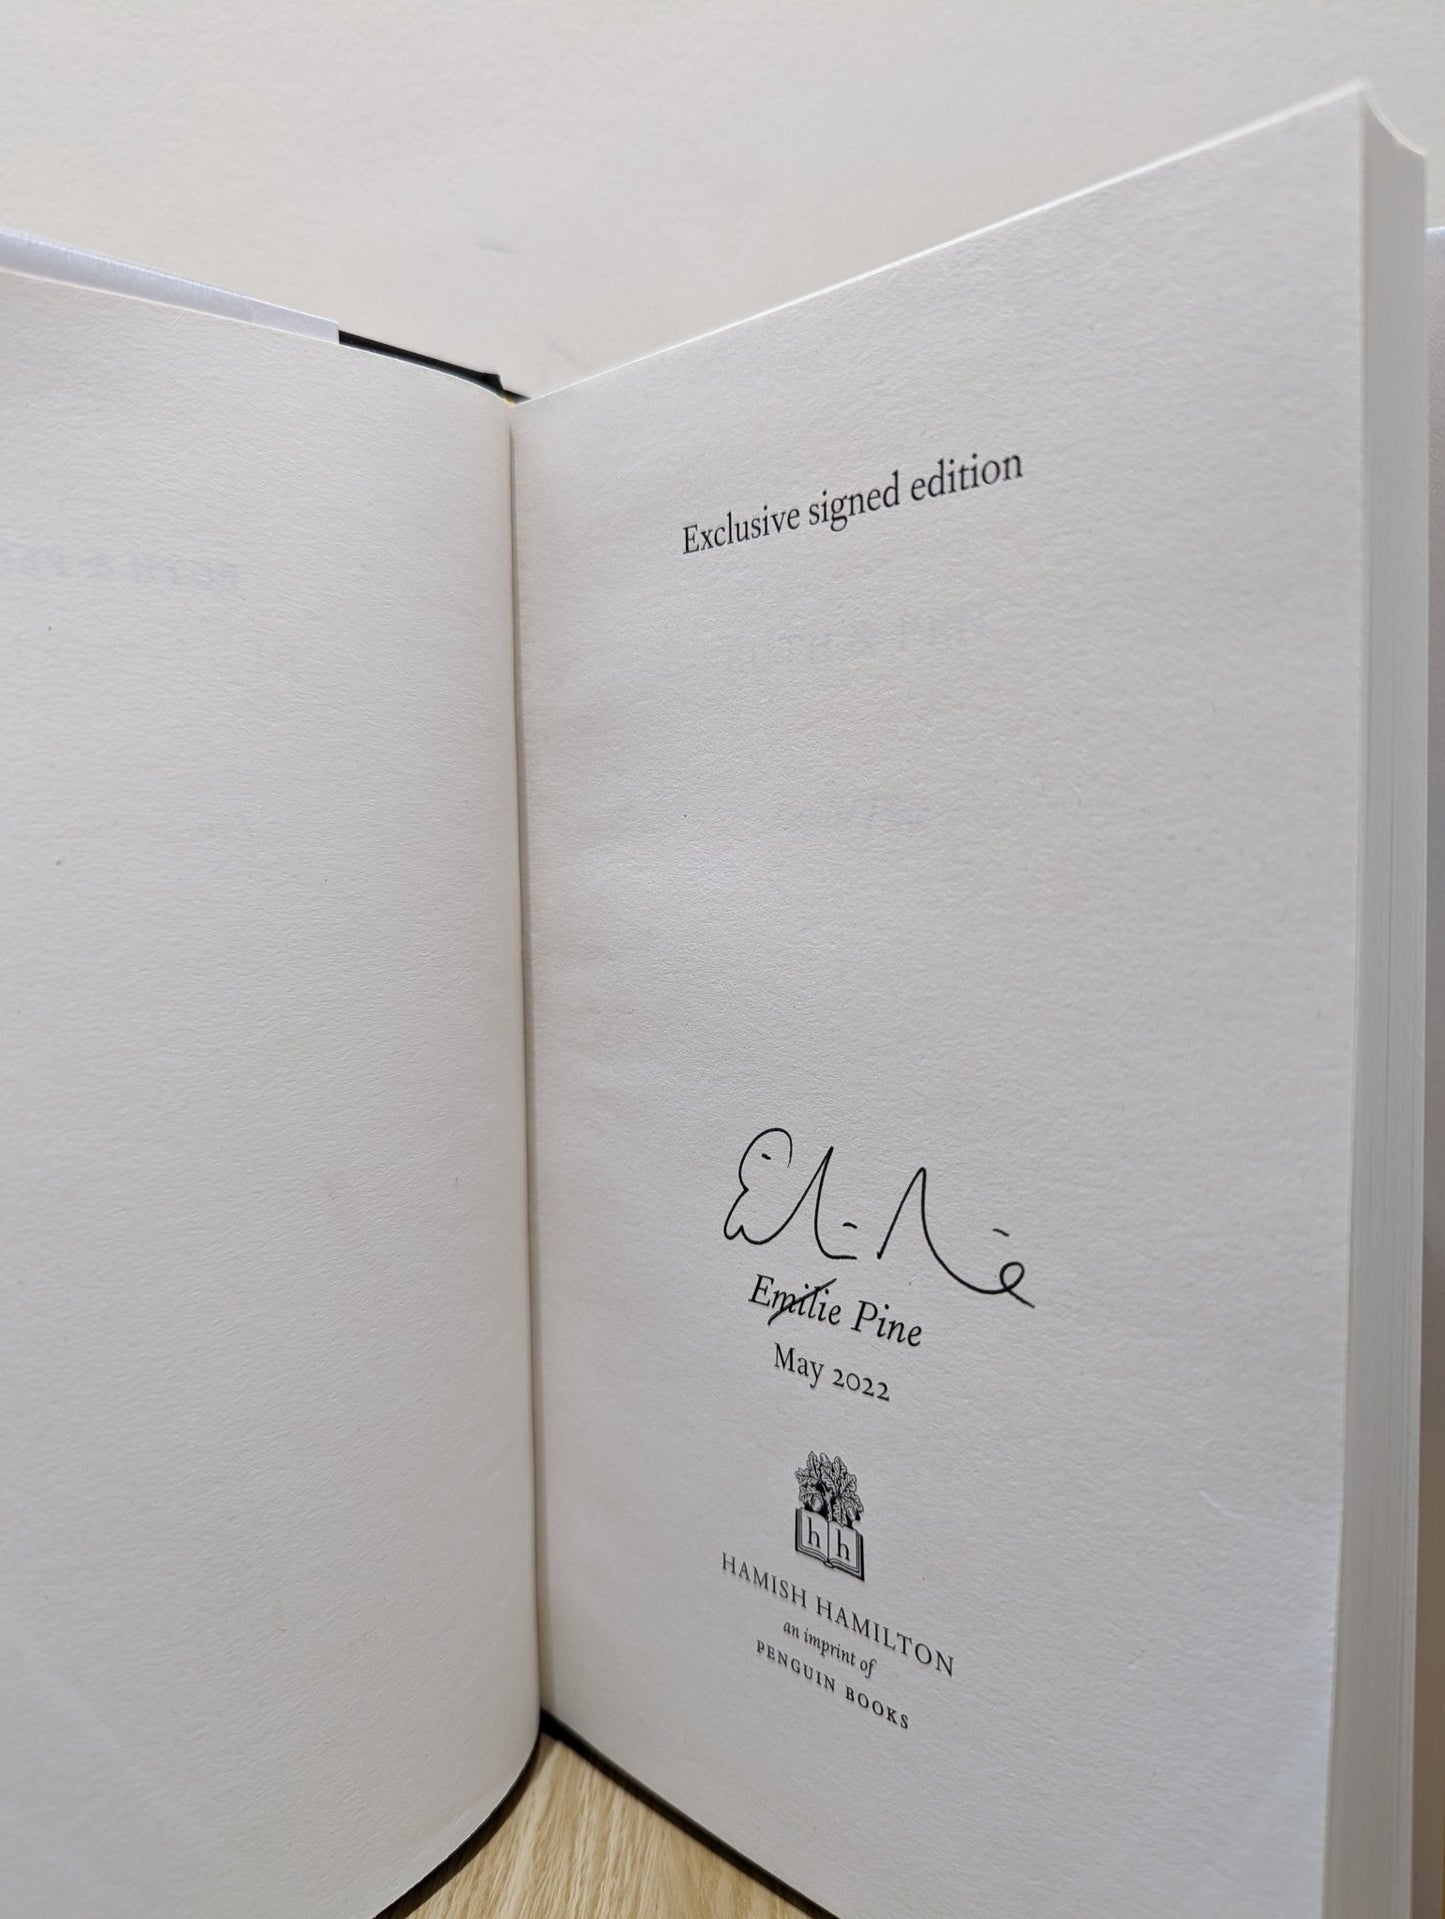 Exclusive signed edition
Emilie Pine
May 2022
h h
HAMISH HAMILTON
an imprint of
PENGUIN BOOKS